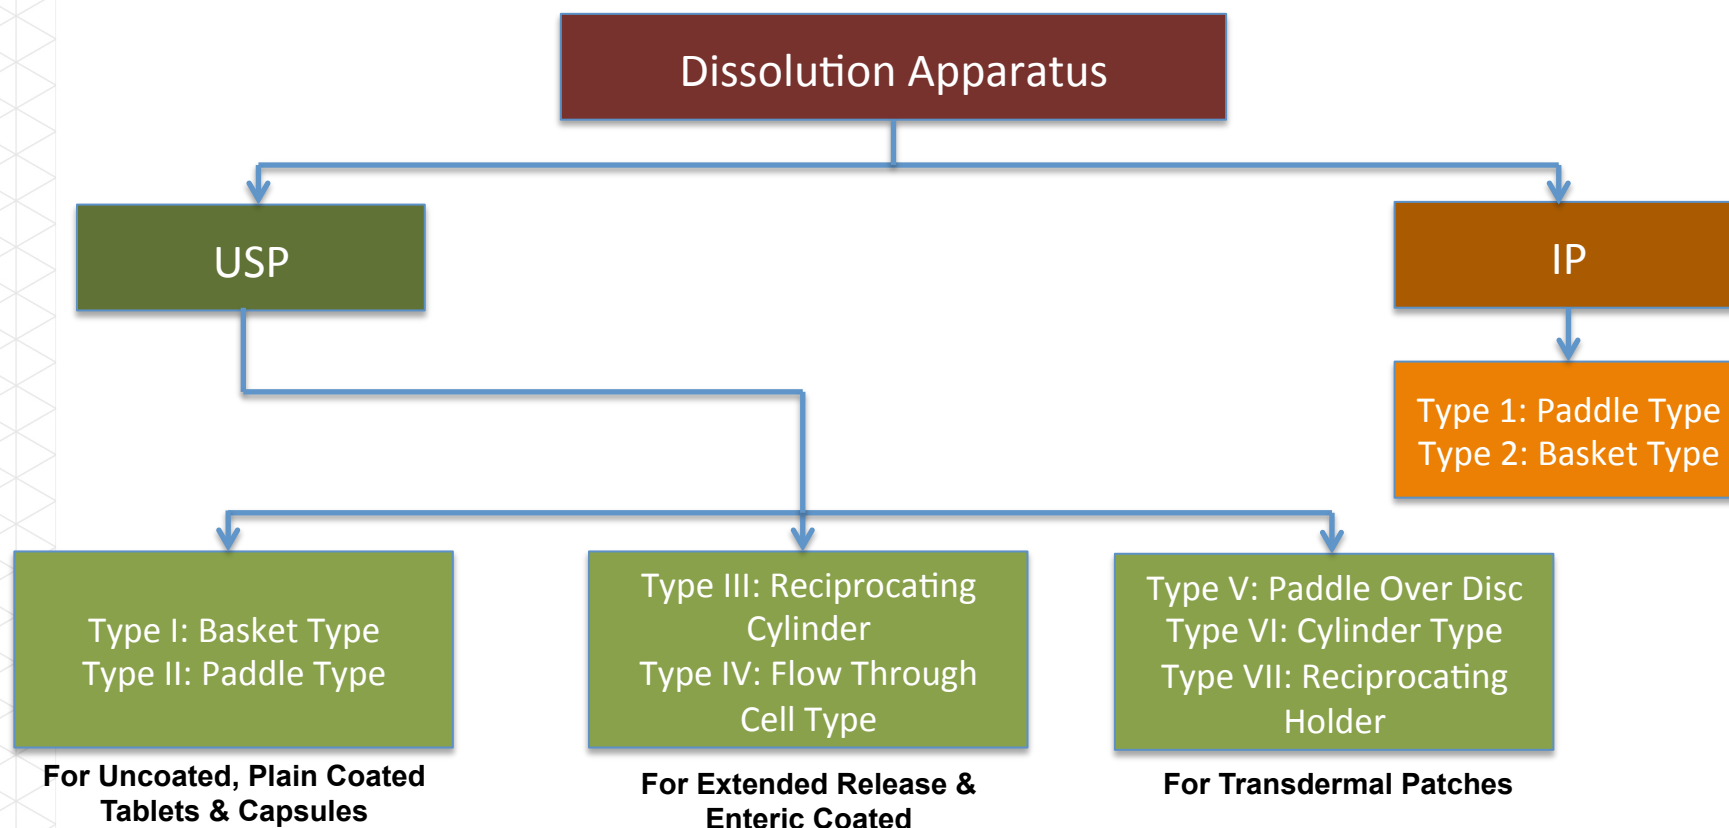 Dissolution Apparatus
USP
IP
Type 1: Paddle Type
Type 2: Basket Type
Type I: Basket Type
Type II: Paddle Type
Type III: Reciprocating
Cylinder
Type IV: Flow Through
Cell Type
Type V: Paddle Over Disc
Type VI: Cylinder Type
Type VII: Reciprocating
Holder
For Uncoated, Plain Coated
Tablets & Capsules
For Extended Release &
Enteric Coated
For Transdermal Patches